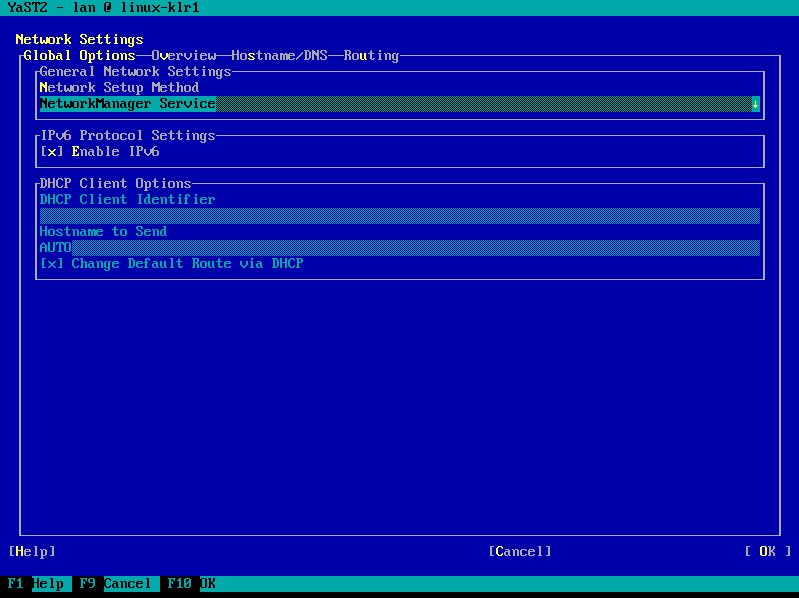 YaST2 - lan @ linux-klr1
Network Settings
Global Options Overview Hostname/DNS Routing
General Network Settings
Network Setup Method
NetworkManager Service ↓
IPv6 Protocol Settings
[x] Enable IPv6
DHCP Client Options
DHCP Client Identifier
Hostname to Send
AUTO
[x] Change Default Route via DHCP
[Help] [Cancel] [ OK ]
F1 Help F9 Cancel F10 OK